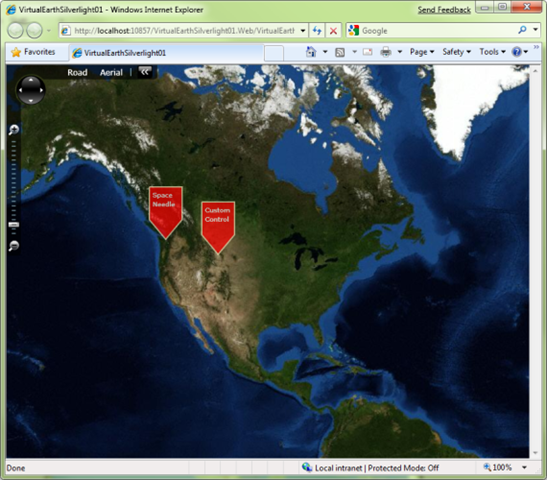 VirtualEarthSilverlight01 - Windows Internet Explorer
Send Feedback
http://localhost:10857/VirtualEarthSilverlight01.Web/VirtualEart
Google
Favorites
VirtualEarthSilverlight01
Page
Safety
Tools
Road Aerial
Space
Needle
Custom
Control
Done
Local intranet | Protected Mode: Off
100%